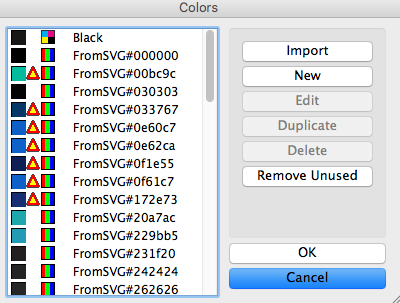 Colors
Black
FromSVG#000000
FromSVG#00bc9c
FromSVG#030303
FromSVG#033767
FromSVG#0e60c7
FromSVG#0e62ca
FromSVG#0f1e55
FromSVG#0f61c7
FromSVG#172e73
FromSVG#20a7ac
FromSVG#229bb5
FromSVG#231f20
FromSVG#242424
FromSVG#262626
Import
New
Edit
Duplicate
Delete
Remove Unused
OK
Cancel